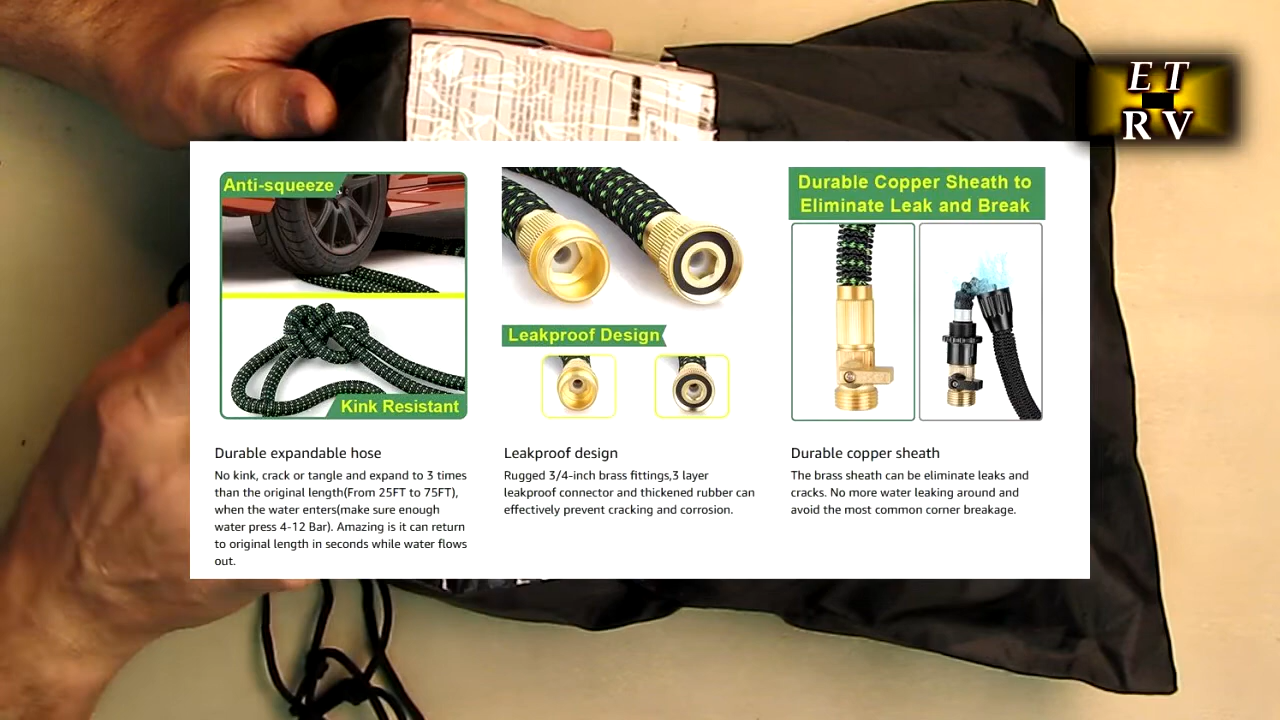 E T
R V
Anti-squeeze
Kink Resistant
Durable expandable hose
No kink, crack or tangle and expand to 3 times
than the original length(From 25FT to 75FT),
when the water enters(make sure enough
water press 4-12 Bar). Amazing is it can return
to original length in seconds while water flows
out.
Leakproof Design
Leakproof design
Rugged 3/4-inch brass fittings,3 layer
leakproof connector and thickened rubber can
effectively prevent cracking and corrosion.
Durable Copper Sheath to
Eliminate Leak and Break
Durable copper sheath
The brass sheath can be eliminate leaks and
cracks. No more water leaking around and
avoid the most common corner breakage.